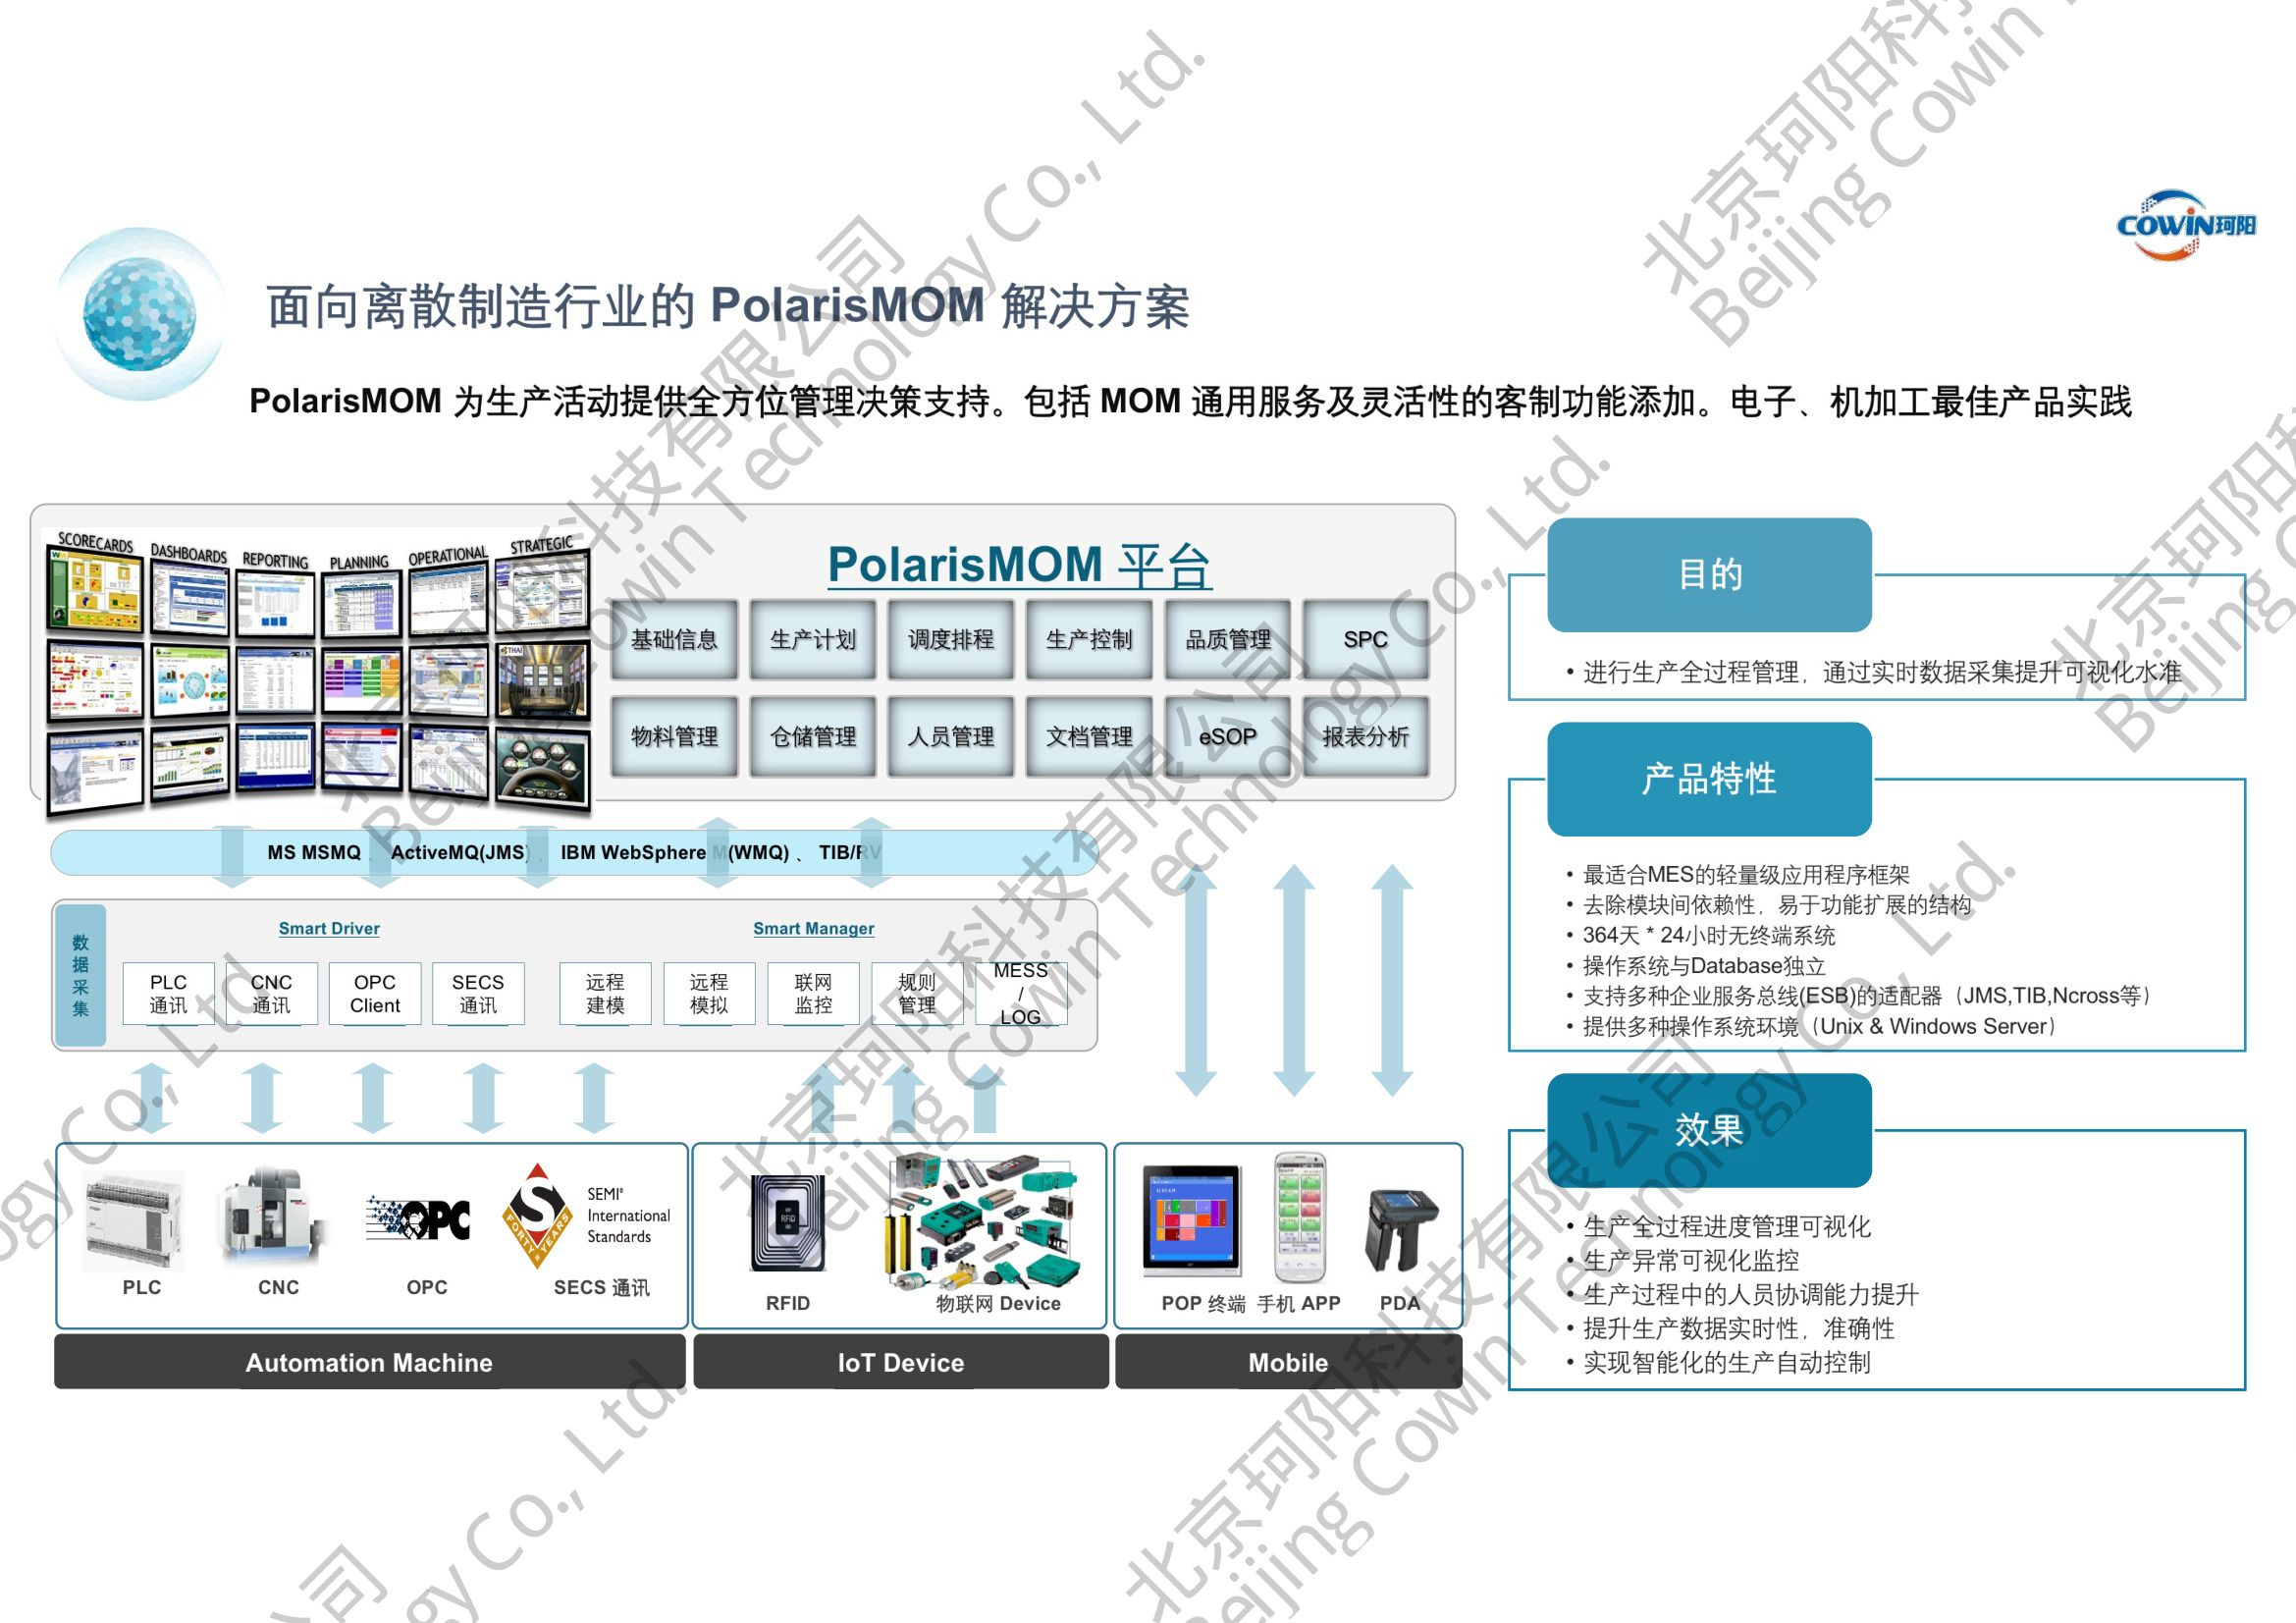 COWIN珂阳
面向离散制造行业的 PolarisMOM 解决方案
PolarisMOM 为生产活动提供全方位管理决策支持。包括 MOM 通用服务及灵活性的客制功能添加。电子、机加工最佳产品实践
SCORECARDS DASHBOARDS REPORTING PLANNING OPERATIONAL STRATEGIC
PolarisMOM 平台
基础信息 生产计划 调度排程 生产控制 品质管理 SPC
物料管理 仓储管理 人员管理 文档管理 eSOP 报表分析
MS MSMQ 、 ActiveMQ(JMS) 、 IBM WebSphere M(WMQ) 、 TIB/RV
数据采集
Smart Driver
Smart Manager
PLC 通讯
CNC 通讯
OPC Client
SECS 通讯
远程建模
远程模拟
联网监控
规则管理
MESS / LOG
OPC
SEMI
International
Standards
FORTY YEARS
RFID
PLC CNC OPC SECS 通讯
RFID 物联网 Device
POP 终端 手机 APP PDA
Automation Machine
IoT Device
Mobile
目的
• 进行生产全过程管理，通过实时数据采集提升可视化水准
产品特性
• 最适合MES的轻量级应用程序框架
• 去除模块间依赖性，易于功能扩展的结构
• 364天 * 24小时无终端系统
• 操作系统与Database独立
• 支持多种企业服务总线(ESB)的适配器（JMS,TIB,Ncross等）
• 提供多种操作系统环境（Unix & Windows Server）
效果
• 生产全过程进度管理可视化
• 生产异常可视化监控
• 生产过程中的人员协调能力提升
• 提升生产数据实时性，准确性
• 实现智能化的生产自动控制
北京珂阳科技有限公司
Beijing Cowin Technology Co., Ltd.